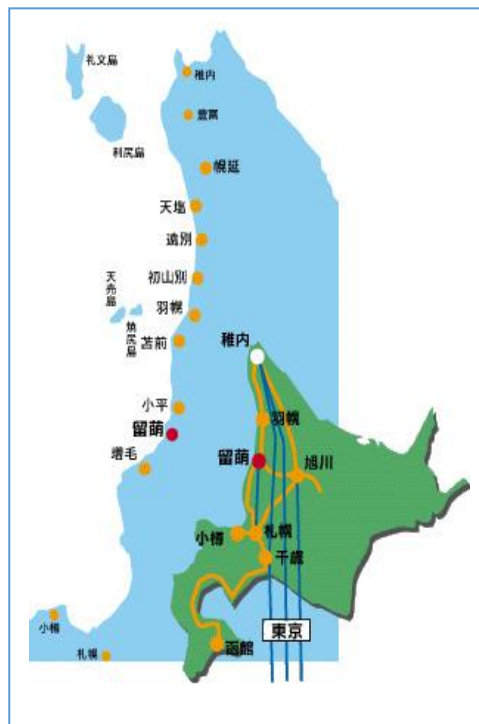 礼文島
稚内
豊富
利尻島
幌延
天塩
遠別
初山別
天売島
羽幌
焼尻島
苫前
稚内
小平
羽幌
留萌
留萌
旭川
増毛
小樽
札幌
千歳
小樽
東京
函館
札幌